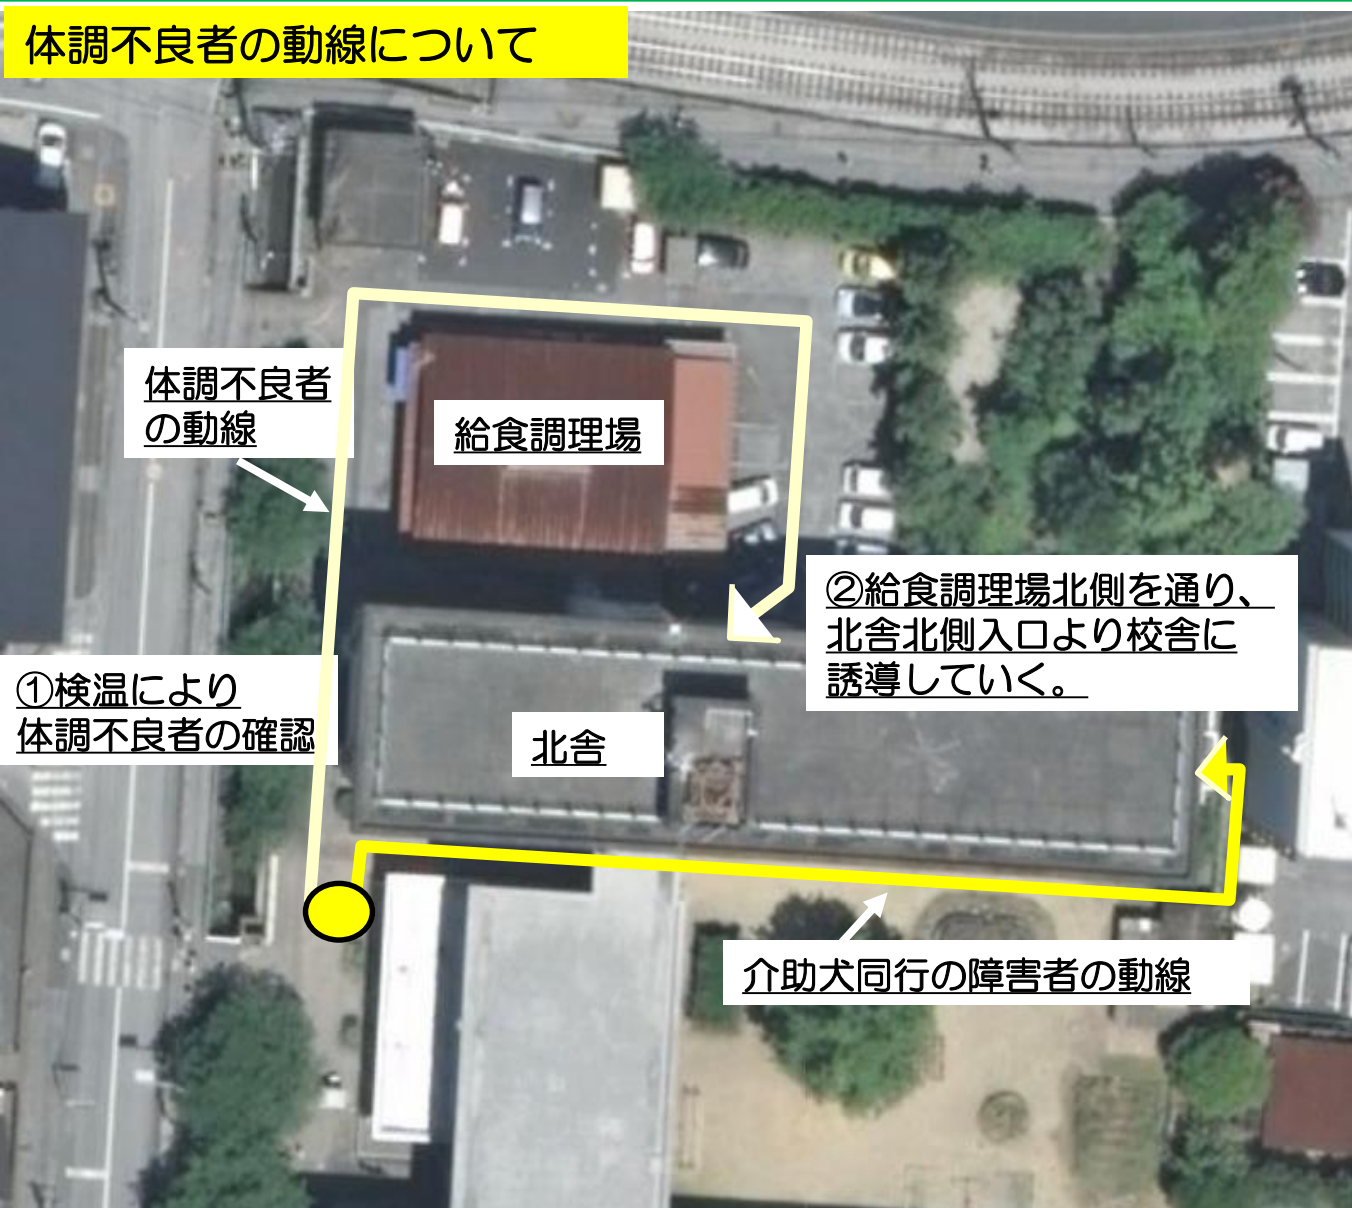 体調不良者の動線について
体調不良者
の動線
給食調理場
②給食調理場北側を通り、
北舎北側入口より校舎に
誘導していく。
①検温により
体調不良者の確認
北舎
介助犬同行の障害者の動線